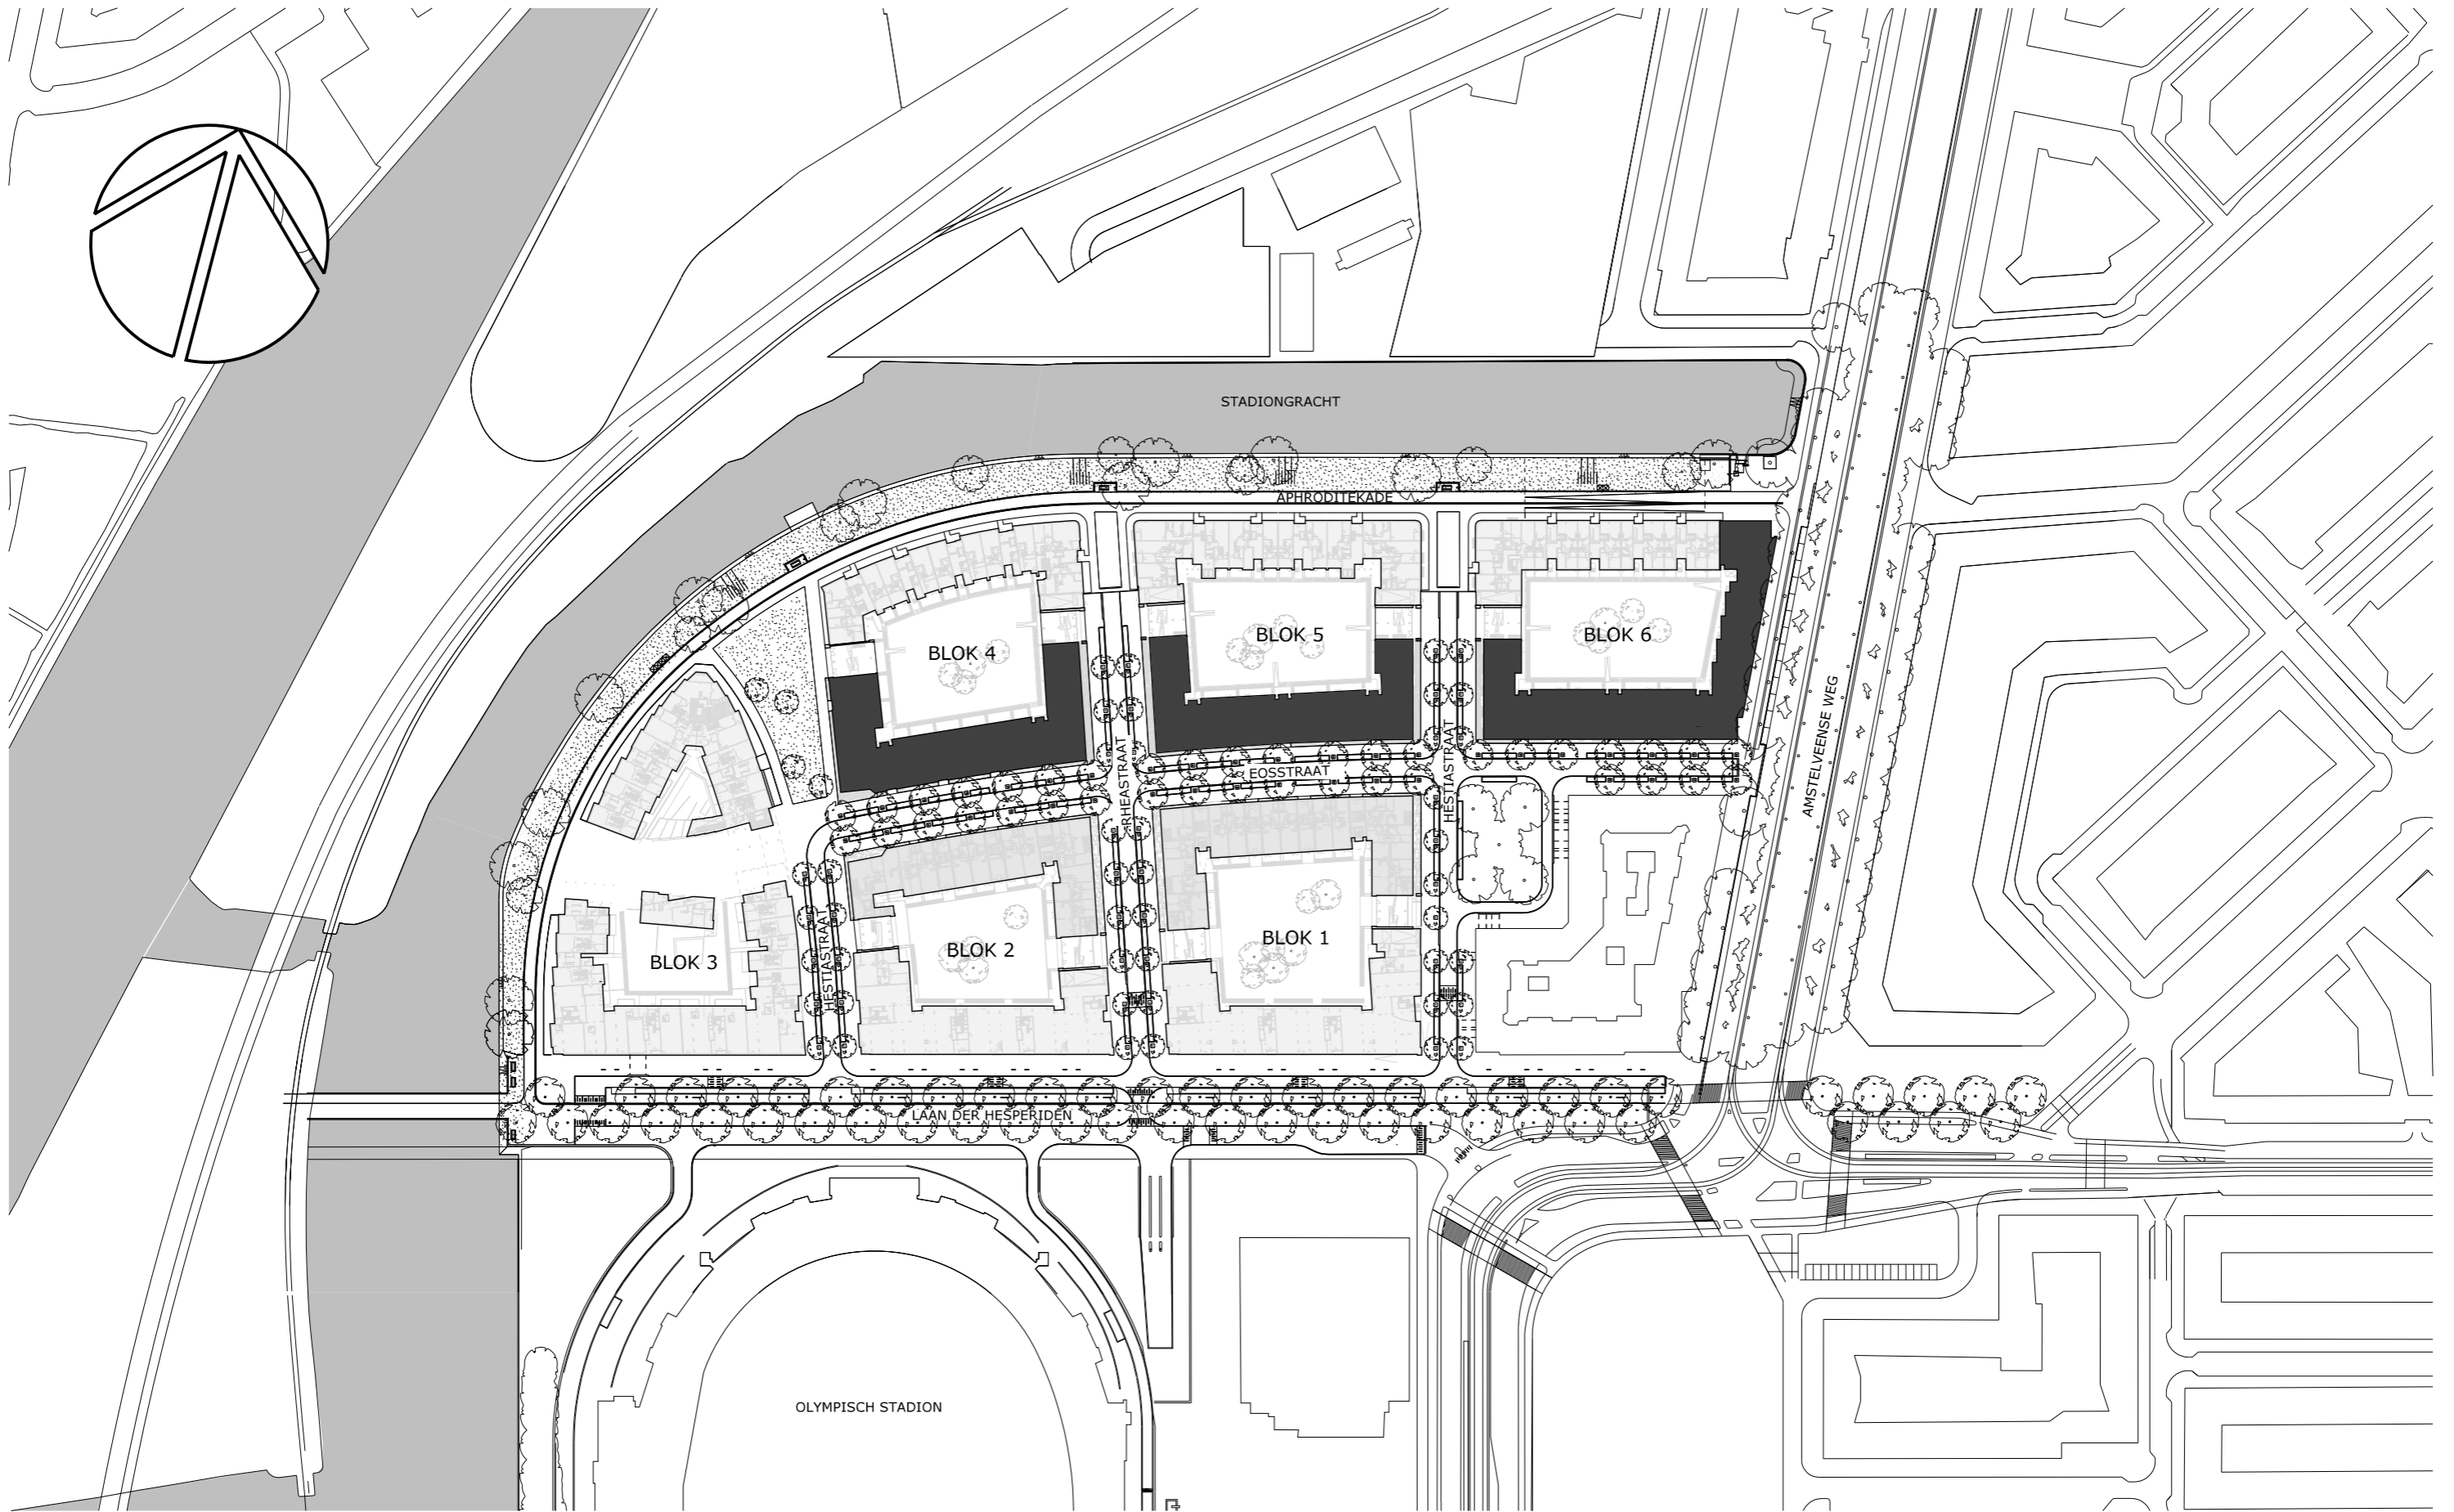 STADIONGRACHT
APHRODITEKADE
BLOK 4
BLOK 5
BLOK 6
AMSTELVEENSE WEG
RHEASTRAAT
HESTIASTRAAT
EOSSTRAAT
HESTIASTRAAT
BLOK 3
BLOK 2
BLOK 1
LAAN DER HESPERIDEN
OLYMPISCH STADION